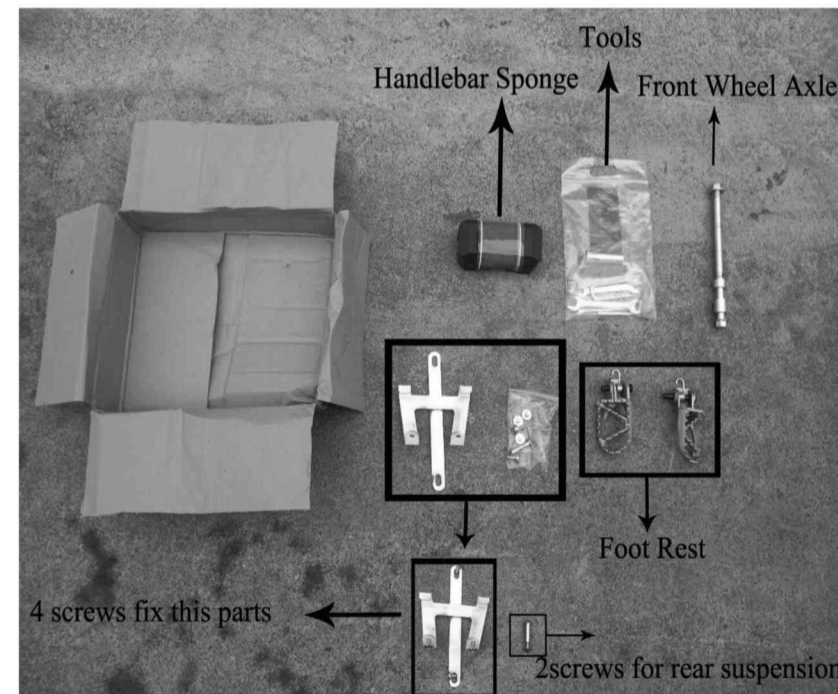 Tools
Handlebar Sponge
Front Wheel Axle
Foot Rest
4 screws fix this parts
2screws for rear suspension